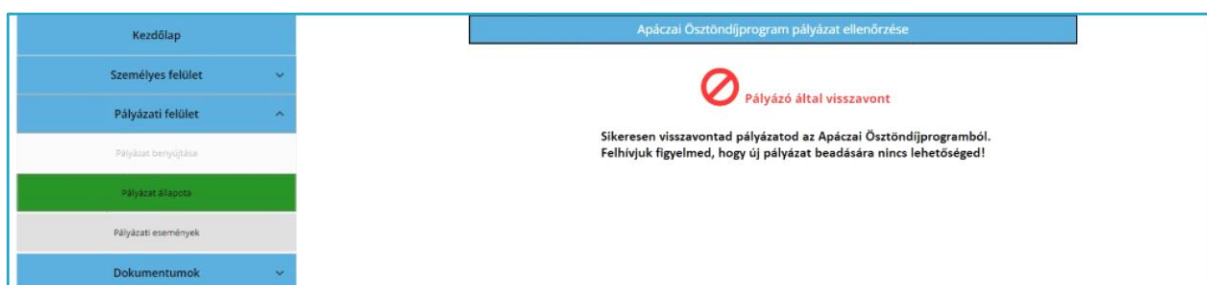 Kezdőlap
Személyes felület
Pályázati felület
Pályázat benyújtása
Pályázat állapota
Pályázati események
Dokumentumok
Apáczai Ösztöndíjprogram pályázat ellenőrzése
Pályázó által visszavont
Sikeresen visszavontad pályázatod az Apáczai Ösztöndíjprogramból.
Felhívjuk figyelmed, hogy új pályázat beadására nincs lehetőséged!